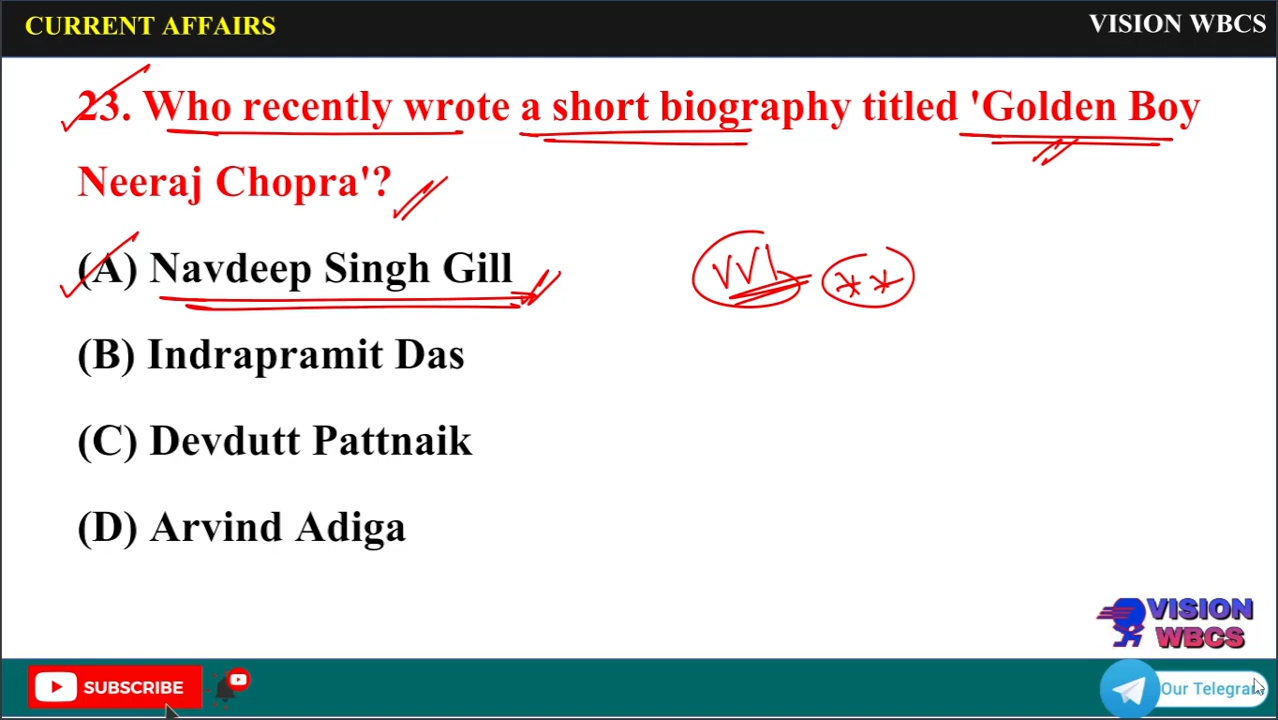 CURRENT AFFAIRS
VISION WBCS
23. Who recently wrote a short biography titled 'Golden Boy
Neeraj Chopra'?
(A) Navdeep Singh Gill
VVI
**
(B) Indrapramit Das
(C) Devdutt Pattnaik
(D) Arvind Adiga
VISION
WBCS
SUBSCRIBE
Our Telegram